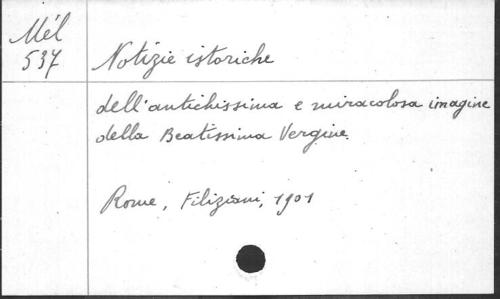 Mél
537
Notizie istoriche
dell'antichissima e miracolosa imagine
della Beatissima Vergine.
Rome, Filiziani, 1901